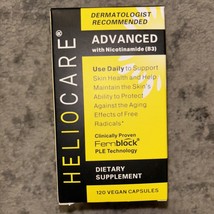 HELIOCARE®
DERMATOLOGIST
RECOMMENDED
ADVANCED
with Nicotinamide (B3)
Use Daily to Support
Skin Health and Help
Maintain the Skin's
Ability to Protect
Against the Aging
Effects of Free
Radicals*
Clinically Proven
Fernblock®
PLE Technology
DIETARY
SUPPLEMENT
120 VEGAN CAPSULES